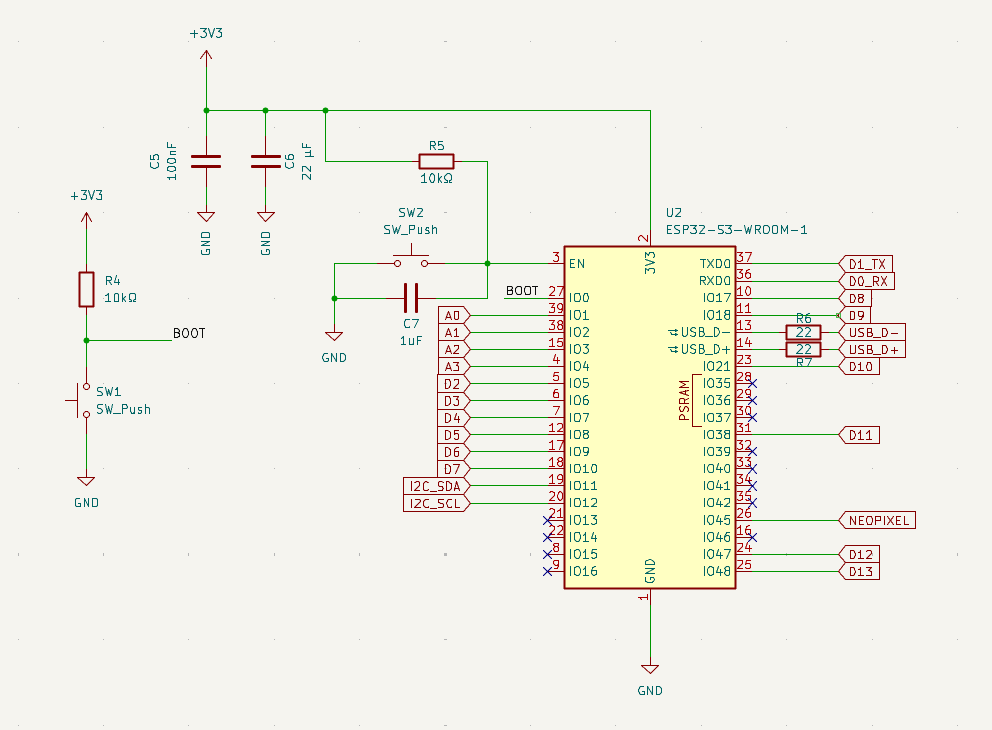 +3V3
C5
100nF
C6
22 µF
GND
GND
R5
10kΩ
+3V3
R4
10kΩ
BOOT
SW1
SW_Push
GND
SW2
SW_Push
C7
1uF
GND
U2
ESP32-S3-WROOM-1
2
3V3
3 EN
BOOT 27 IO0
A0 39 IO1
A1 38 IO2
A2 15 IO3
A3 4 IO4
D2 5 IO5
D3 6 IO6
D4 7 IO7
D5 12 IO8
D6 17 IO9
D7 18 IO10
I2C_SDA 19 IO11
I2C_SCL 20 IO12
21 IO13
22 IO14
8 IO15
9 IO16
TXD0 37 D1_TX
RXD0 36 D0_RX
IO17 10 D8
IO18 11 D9
R6
USB_D- 13 22 USB_D-
USB_D+ 14 22 USB_D+
R7
IO21 23 D10
PSRAM
IO35 28
IO36 29
IO37 30
IO38 31 D11
IO39 32
IO40 33
IO41 34
IO42 35
IO45 26 NEOPIXEL
IO46 16
IO47 24 D12
IO48 25 D13
GND
1
GND